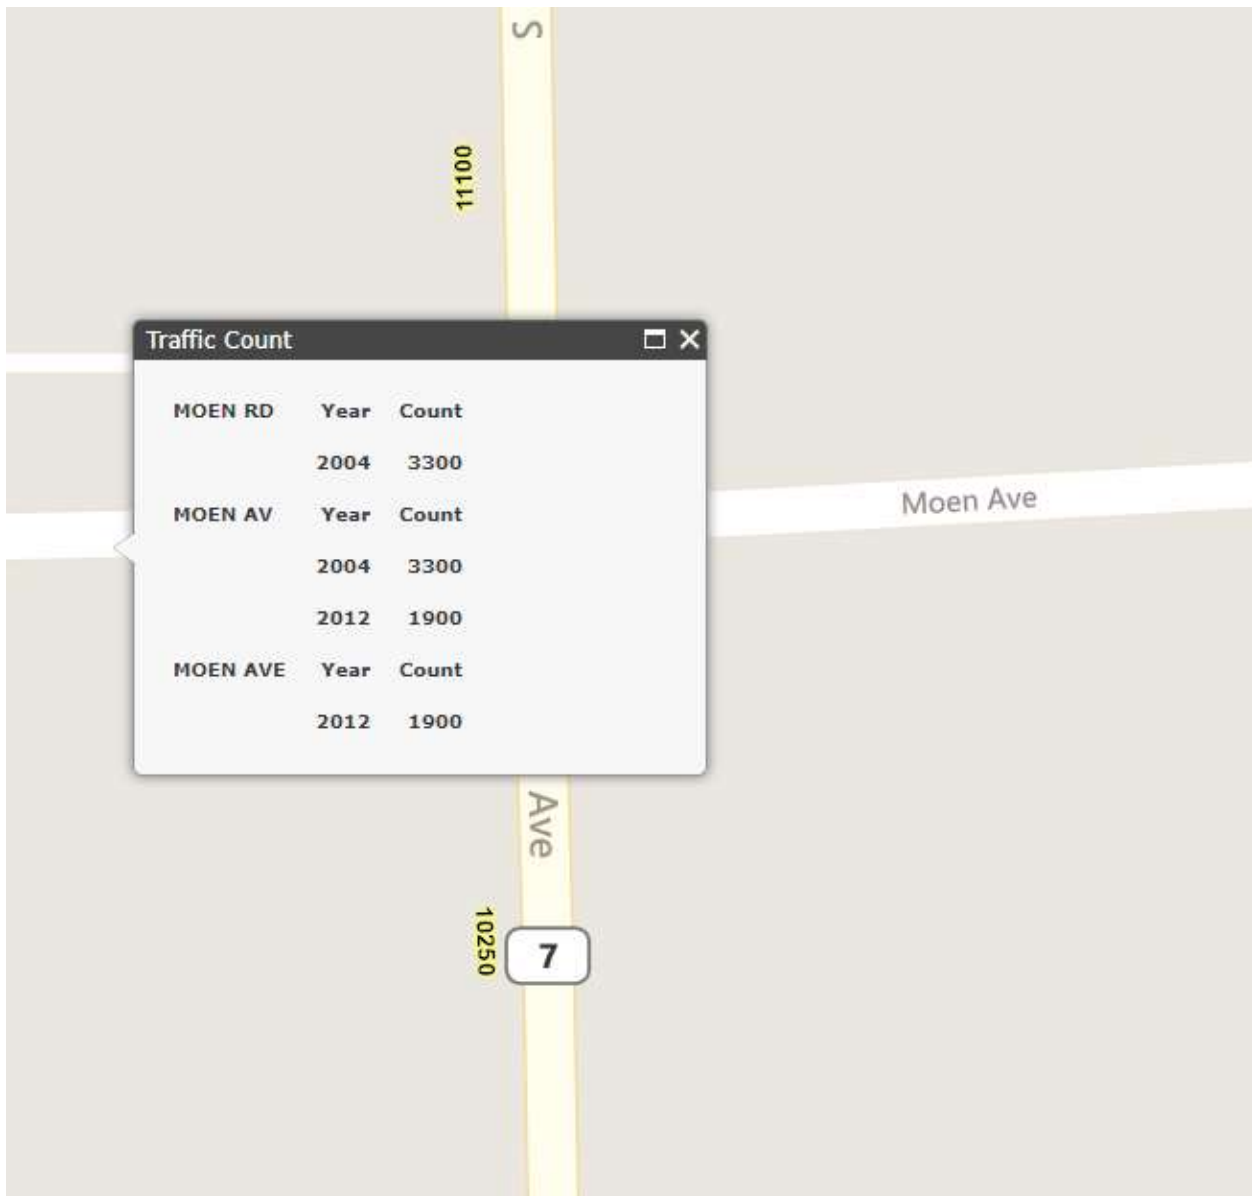 S
11100
Traffic Count
MOEN RD Year Count
2004 3300
MOEN AV Year Count
2004 3300
2012 1900
MOEN AVE Year Count
2012 1900
Moen Ave
Ave
10250
7